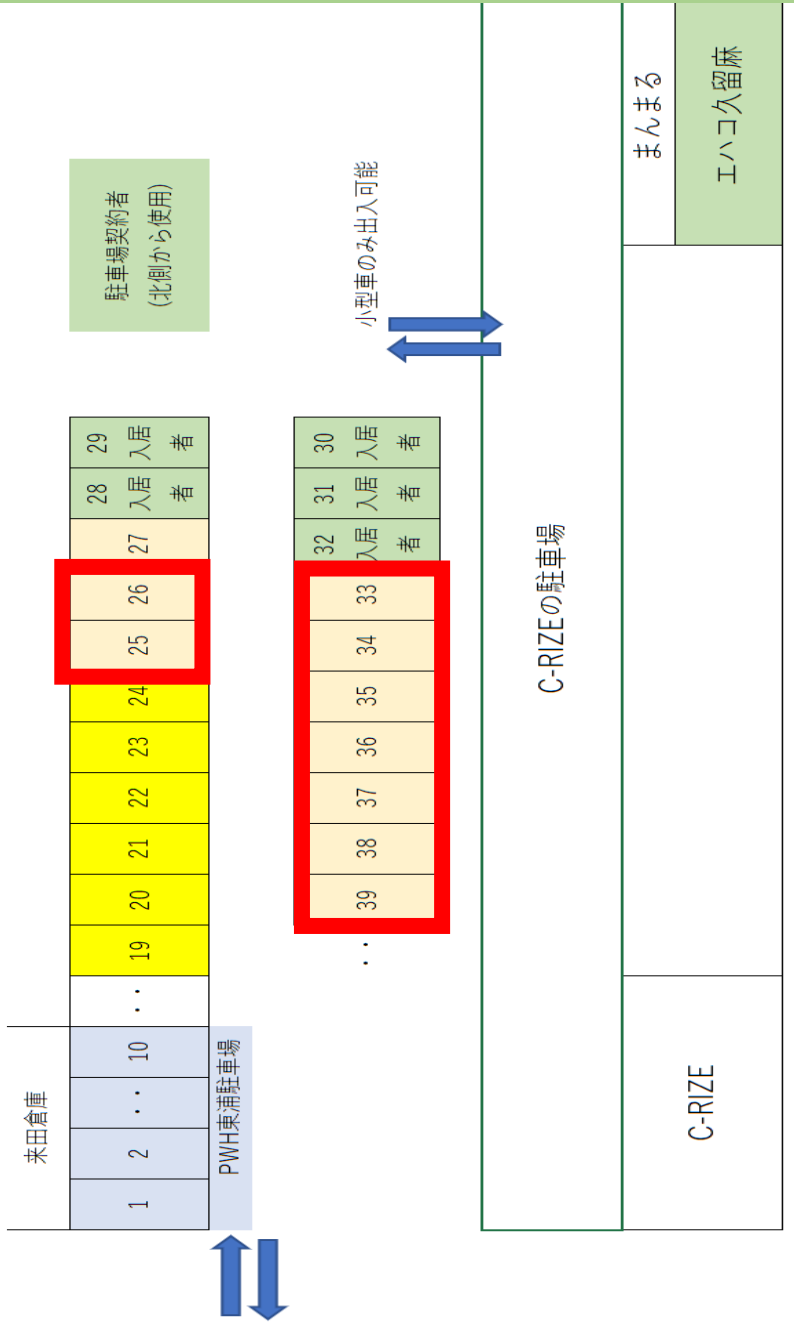 来田倉庫
1
2
‥
10
‥
19
20
21
22
23
24
25
26
27
28
入居
者
29
入居
者
駐車場契約者
(北側から使用)
PWH東浦駐車場
‥
39
38
37
36
35
34
33
32
入居
者
31
入居
者
30
入居
者
小型車のみ出入可能
C-RIZEの駐車場
まんまる
C-RIZE
エハコ久留麻